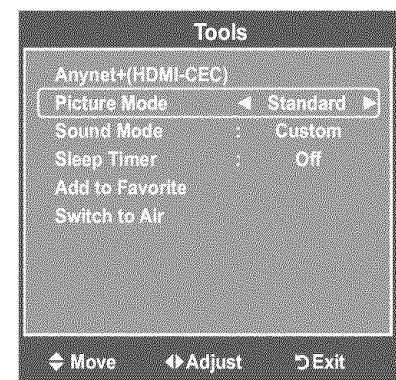 Tools
Anynet+(HDMI-CEC)
Picture Mode ◄ Standard ►
Sound Mode : Custom
Sleep Timer : Off
Add to Favorite
Switch to Air
Move Adjust Exit